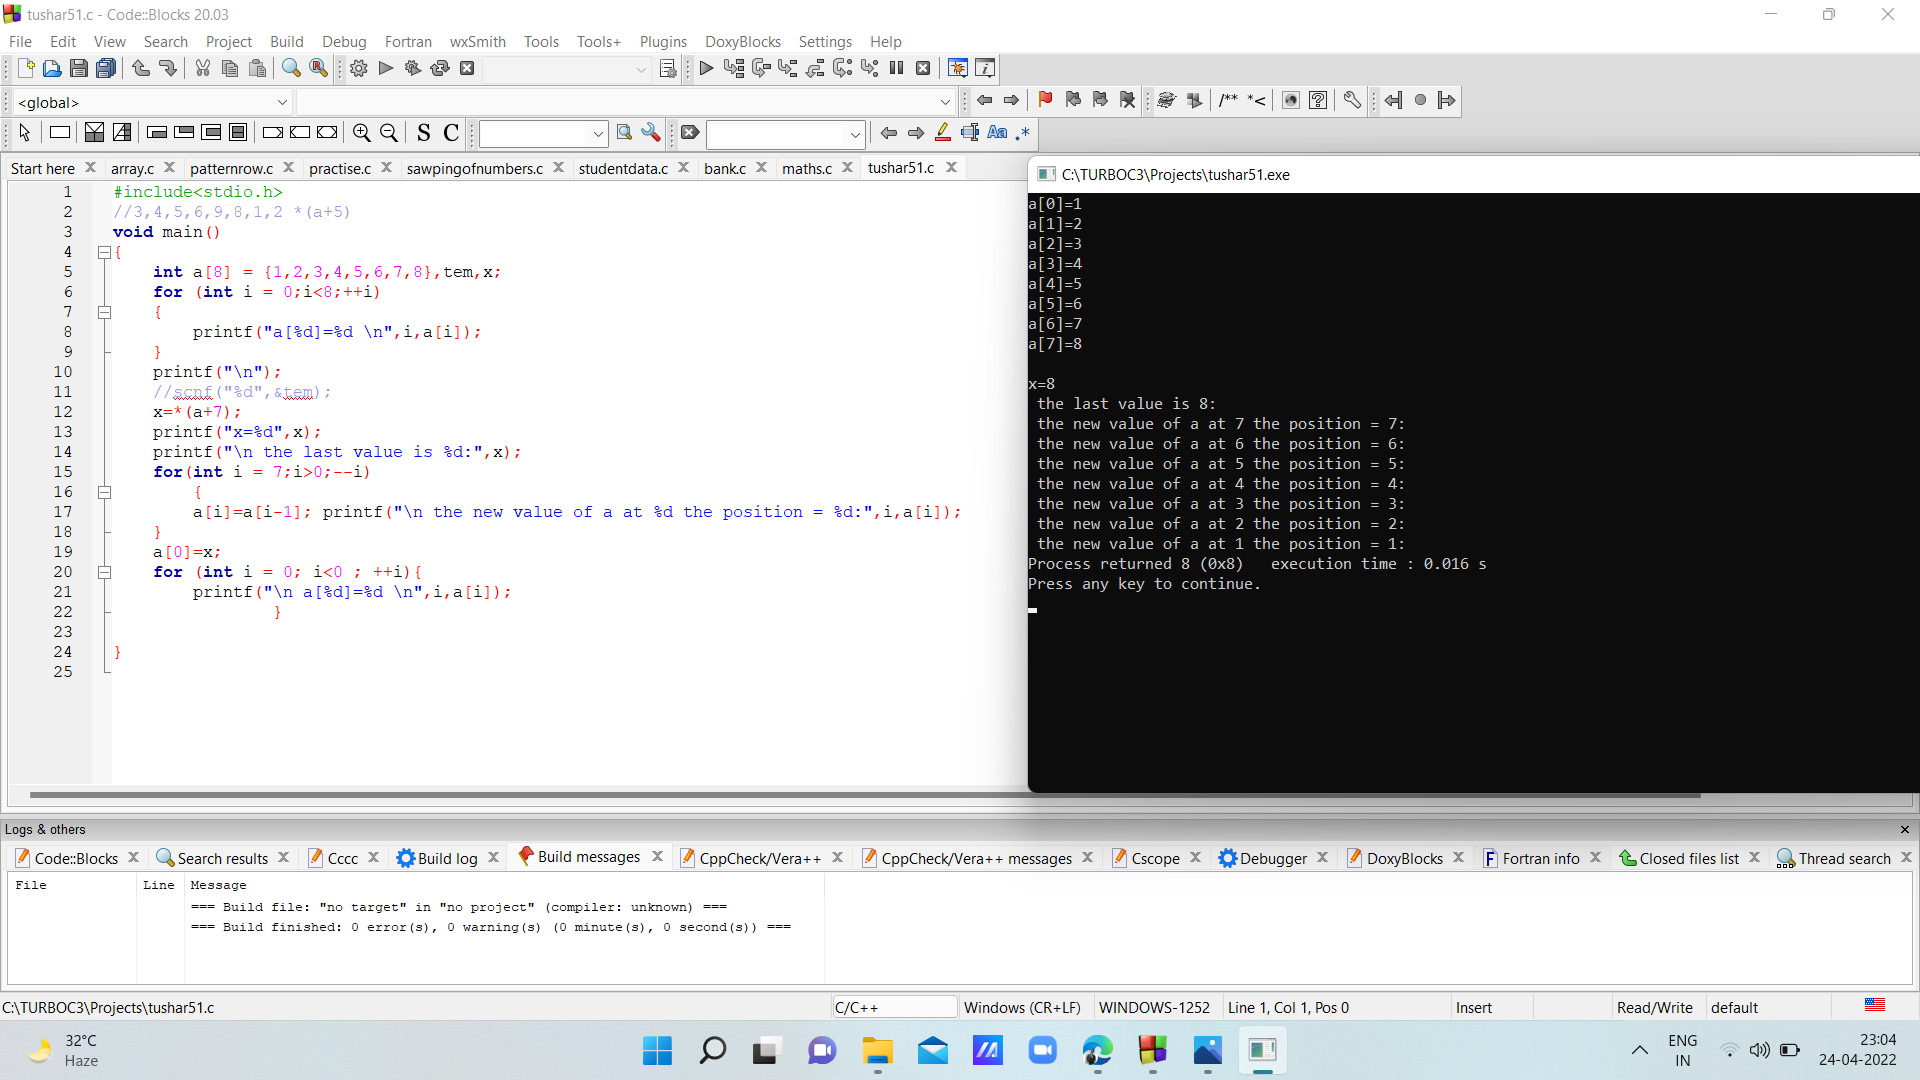 tushar51.c - Code::Blocks 20.03
File Edit View Search Project Build Debug Fortran wxSmith Tools Tools+ Plugins DoxyBlocks Settings Help
<global>
/** *<
S C
Aa .*
Start here array.c patternrow.c practise.c sawpingofnumbers.c studentdata.c bank.c maths.c tushar51.c
1 #include<stdio.h>
2 //3,4,5,6,9,8,1,2 *(a+5)
3 void main()
4 {
5 int a[8] = {1,2,3,4,5,6,7,8},tem,x;
6 for (int i = 0;i<8;++i)
7 {
8 printf("a[%d]=%d \n",i,a[i]);
9 }
10 printf("\n");
11 //scnf("%d",&tem);
12 x=*(a+7);
13 printf("x=%d",x);
14 printf("\n the last value is %d:",x);
15 for(int i = 7;i>0;--i)
16 {
17 a[i]=a[i-1]; printf("\n the new value of a at %d the position = %d:",i,a[i]);
18 }
19 a[0]=x;
20 for (int i = 0; i<0 ; ++i){
21 printf("\n a[%d]=%d \n",i,a[i]);
22 }
23
24 }
25
C:\TURBOC3\Projects\tushar51.exe
a[0]=1
a[1]=2
a[2]=3
a[3]=4
a[4]=5
a[5]=6
a[6]=7
a[7]=8
x=8
the last value is 8:
the new value of a at 7 the position = 7:
the new value of a at 6 the position = 6:
the new value of a at 5 the position = 5:
the new value of a at 4 the position = 4:
the new value of a at 3 the position = 3:
the new value of a at 2 the position = 2:
the new value of a at 1 the position = 1:
Process returned 8 (0x8) execution time : 0.016 s
Press any key to continue.
Logs & others
Code::Blocks Search results Cccc Build log Build messages CppCheck/Vera++ CppCheck/Vera++ messages Cscope Debugger DoxyBlocks Fortran info Closed files list Thread search
File Line Message
=== Build file: "no target" in "no project" (compiler: unknown) ===
=== Build finished: 0 error(s), 0 warning(s) (0 minute(s), 0 second(s)) ===
C:\TURBOC3\Projects\tushar51.c C/C++ Windows (CR+LF) WINDOWS-1252 Line 1, Col 1, Pos 0 Insert Read/Write default
32°C
Haze
ENG
IN
23:04
24-04-2022